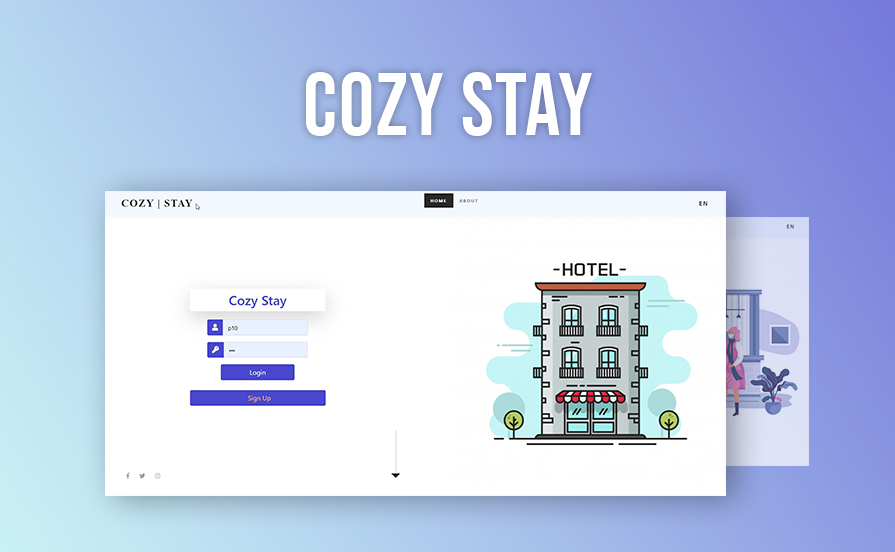 COZY STAY
COZY | STAY
HOME ABOUT
EN
EN
-HOTEL-
Cozy Stay
p10
Login
Sign Up